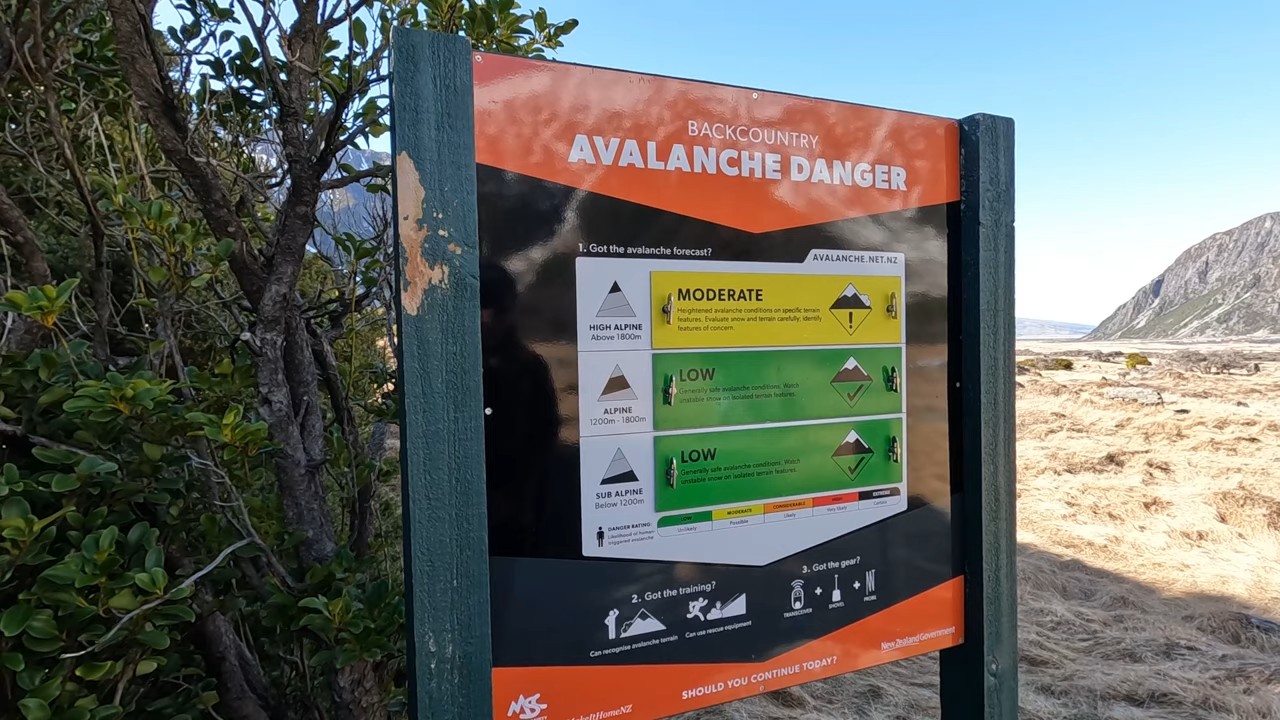 BACKCOUNTRY
AVALANCHE DANGER
1. Got the avalanche forecast?
AVALANCHE.NET.NZ
HIGH ALPINE
Above 1800m
MODERATE
Heightened avalanche conditions on specific terrain
features. Evaluate snow and terrain carefully; identify
features of concern.
ALPINE
1200m - 1800m
LOW
Generally safe avalanche conditions. Watch
unstable snow on isolated terrain features.
SUB ALPINE
Below 1200m
LOW
Generally safe avalanche conditions. Watch
unstable snow on isolated terrain features.
DANGER RATING:
Likelihood of human
triggered avalanche
LOW
MODERATE
CONSIDERABLE
HIGH
EXTREME
Unlikely
Possible
Likely
Very likely
Certain
2. Got the training?
Can recognise avalanche terrain
Can use rescue equipment
3. Got the gear?
TRANSCEIVER
+
SHOVEL
+
PROBE
New Zealand Government
SHOULD YOU CONTINUE TODAY?
MSC
MakeItHomeNZ